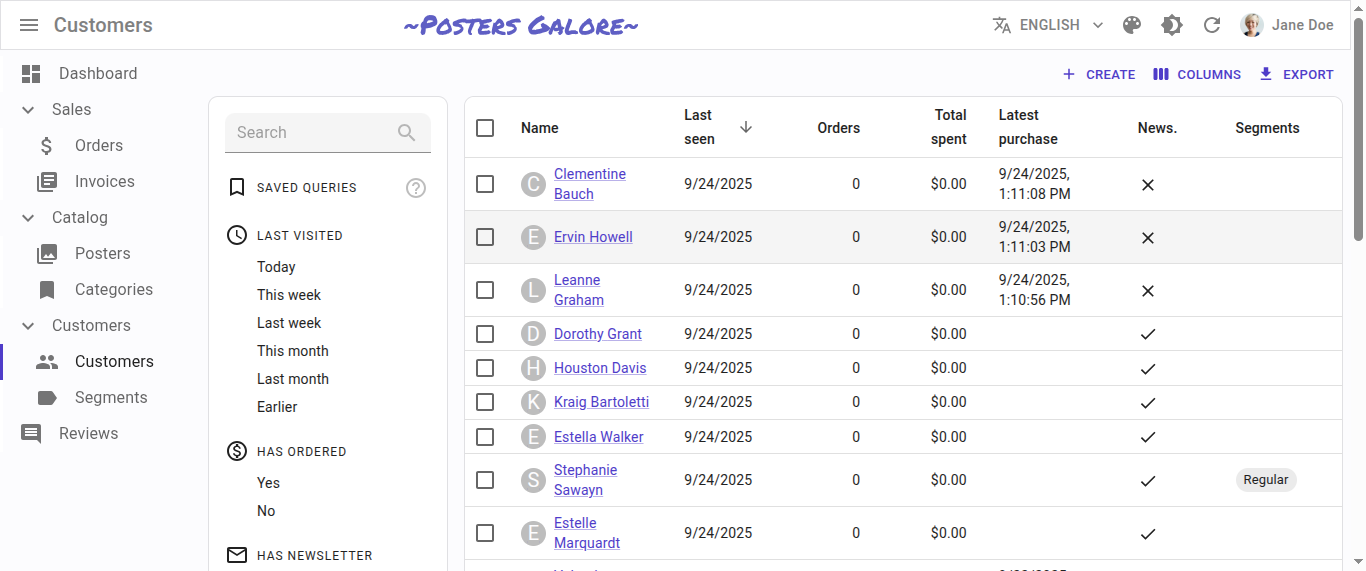 Customers
~Posters Galore~
ENGLISH
Jane Doe
Dashboard
Sales
Orders
Invoices
Catalog
Posters
Categories
Customers
Customers
Segments
Reviews
CREATE
COLUMNS
EXPORT
Search
SAVED QUERIES
?
LAST VISITED
Today
This week
Last week
This month
Last month
Earlier
HAS ORDERED
Yes
No
HAS NEWSLETTER
Name
Last
seen
Orders
Total
spent
Latest
purchase
News.
Segments
C
Clementine
Bauch
9/24/2025
0
$0.00
9/24/2025,
1:11:08 PM
E
Ervin Howell
9/24/2025
0
$0.00
9/24/2025,
1:11:03 PM
L
Leanne
Graham
9/24/2025
0
$0.00
9/24/2025,
1:10:56 PM
D
Dorothy Grant
9/24/2025
0
$0.00
H
Houston Davis
9/24/2025
0
$0.00
K
Kraig Bartoletti
9/24/2025
0
$0.00
E
Estella Walker
9/24/2025
0
$0.00
S
Stephanie
Sawayn
9/24/2025
0
$0.00
Regular
E
Estelle
Marquardt
9/24/2025
0
$0.00